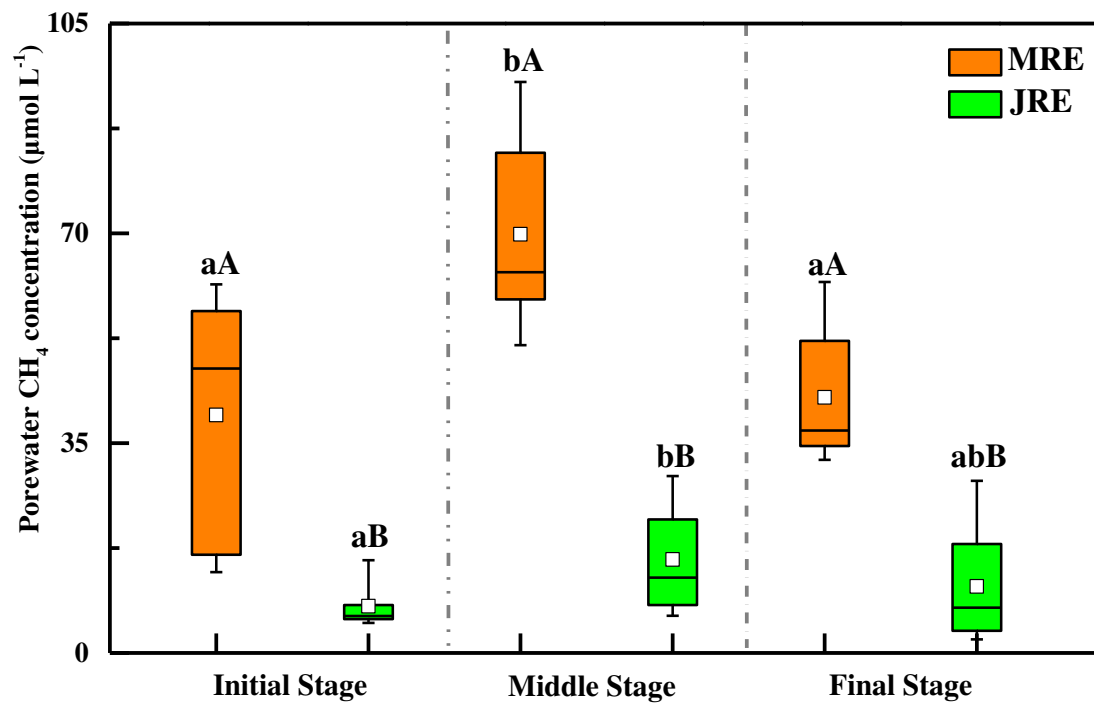 Porewater CH₄ concentration (μmol L⁻¹)
105
70
35
0
aA
aB
bA
bB
aA
abB
MRE
JRE
Initial Stage
Middle Stage
Final Stage